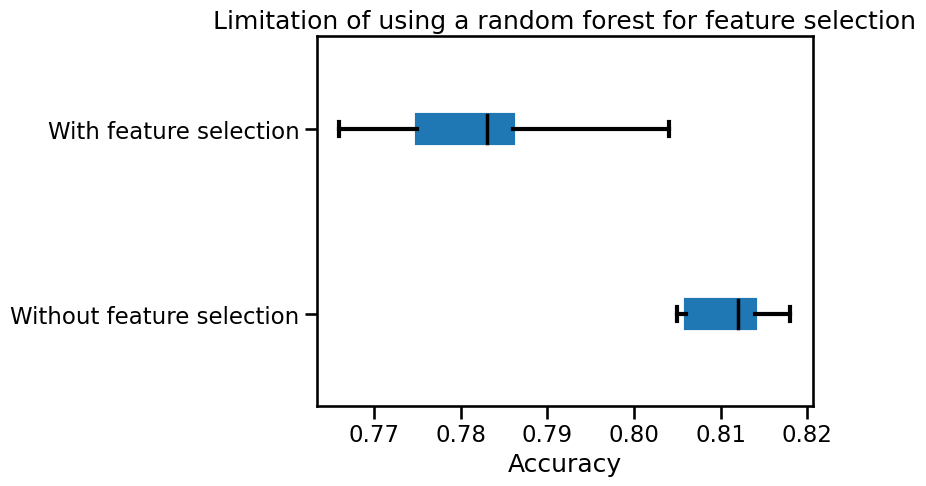 Limitation of using a random forest for feature selection
With feature selection
Without feature selection
0.77 0.78 0.79 0.80 0.81 0.82
Accuracy